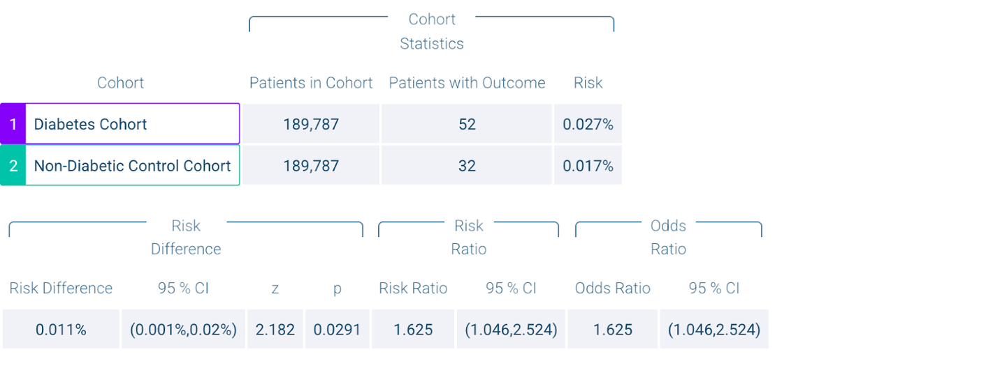 Cohort
Statistics
Cohort Patients in Cohort Patients with Outcome Risk
1 Diabetes Cohort 189,787 52 0.027%
2 Non-Diabetic Control Cohort 189,787 32 0.017%
Risk Risk Odds
Difference Ratio Ratio
Risk Difference 95 % CI z p Risk Ratio 95 % CI Odds Ratio 95 % CI
0.011% (0.001%,0.02%) 2.182 0.0291 1.625 (1.046,2.524) 1.625 (1.046,2.524)